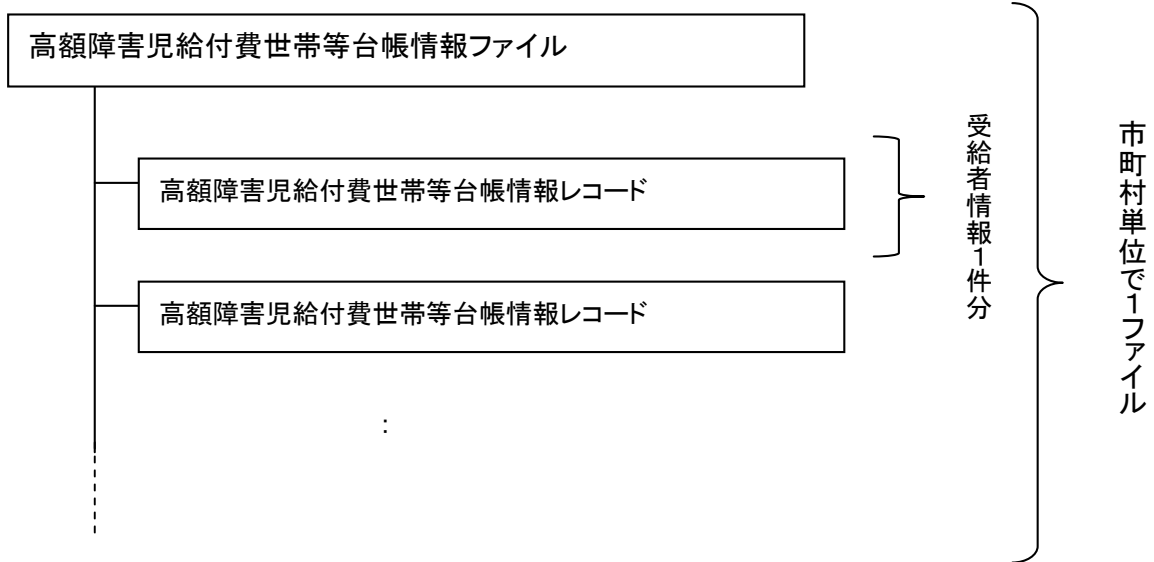 高額障害児給付費世帯等台帳情報ファイル
高額障害児給付費世帯等台帳情報レコード
高額障害児給付費世帯等台帳情報レコード
:
受給者情報1件分
市町村単位で1ファイル